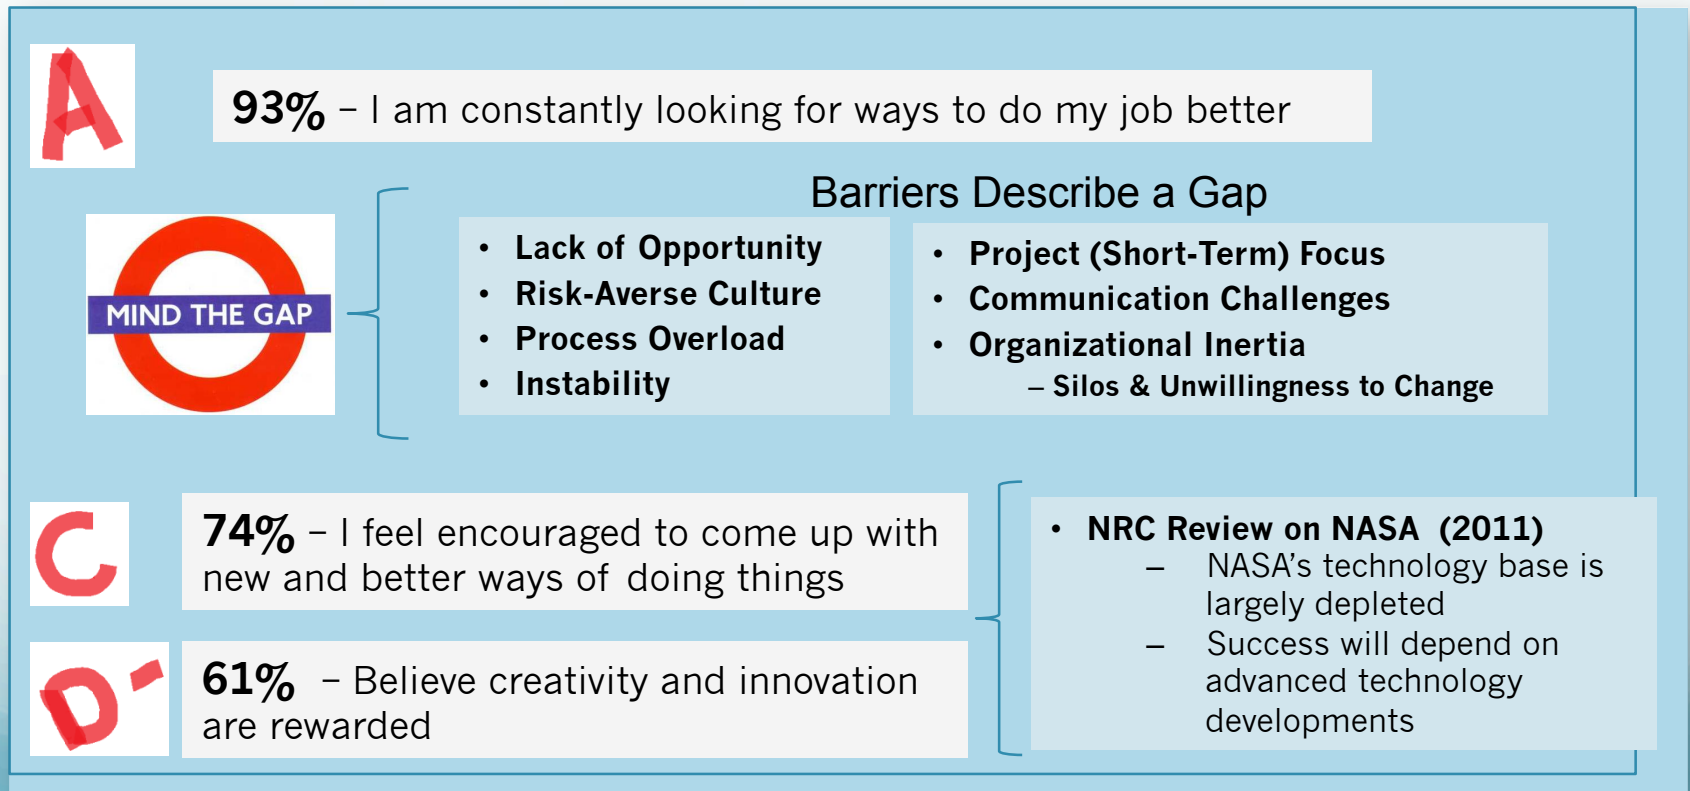 A
93% – I am constantly looking for ways to do my job better
Barriers Describe a Gap
MIND THE GAP
• Lack of Opportunity
• Risk-Averse Culture
• Process Overload
• Instability
• Project (Short-Term) Focus
• Communication Challenges
• Organizational Inertia
– Silos & Unwillingness to Change
C
74% – I feel encouraged to come up with
new and better ways of doing things
D-
61% – Believe creativity and innovation
are rewarded
• NRC Review on NASA (2011)
– NASA's technology base is
largely depleted
– Success will depend on
advanced technology
developments